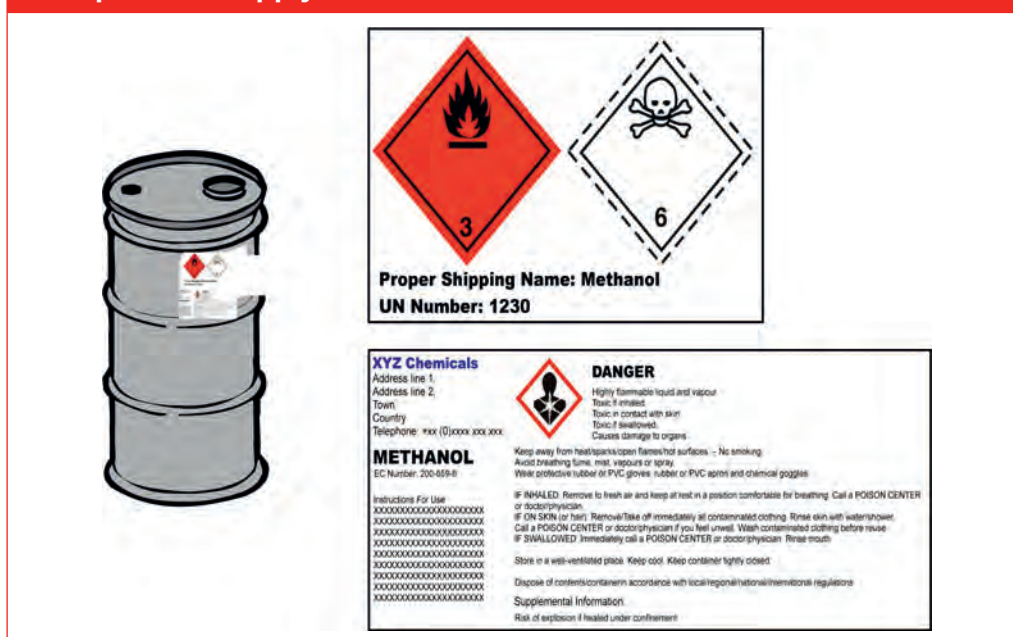 3
6
Proper Shipping Name: Methanol
UN Number: 1230
XYZ Chemicals
Address line 1,
Address line 2,
Town
Country
Telephone: +xx (0)xxxx xxx xxx
METHANOL
EC Number: 200-659-6
Instructions For Use
XXXXXXXXXXXXXXXXXXXXXX
XXXXXXXXXXXXXXXXXXXXXX
XXXXXXXXXXXXXXXXXXXXXX
XXXXXXXXXXXXXXXXXXXXXX
XXXXXXXXXXXXXXXXXXXXXX
XXXXXXXXXXXXXXXXXXXXXX
XXXXXXXXXXXXXXXXXXXXXX
XXXXXXXXXXXXXXXXXXXXXX
XXXXXXXXXXXXXXXXXXXXXX
DANGER
Highly flammable liquid and vapour
Toxic if inhaled.
Toxic in contact with skin
Toxic if swallowed.
Causes damage to organs
Keep away from heat/sparks/open flames/hot surfaces. – No smoking.
Avoid breathing fume, mist, vapours or spray.
Wear protective rubber or PVC gloves, rubber or PVC apron and chemical goggles
IF INHALED: Remove to fresh air and keep at rest in a position comfortable for breathing. Call a POISON CENTER
or doctor/physician.
IF ON SKIN (or hair): Remove/Take off immediately all contaminated clothing. Rinse skin with water/shower.
Call a POISON CENTER or doctor/physician if you feel unwell. Wash contaminated clothing before reuse
IF SWALLOWED: Immediately call a POISON CENTER or doctor/physician. Rinse mouth
Store in a well-ventilated place. Keep cool. Keep container tightly closed.
Dispose of contents/container in accordance with local/regional/national/international regulations
Supplemental Information
Risk of explosion if heated under confinement